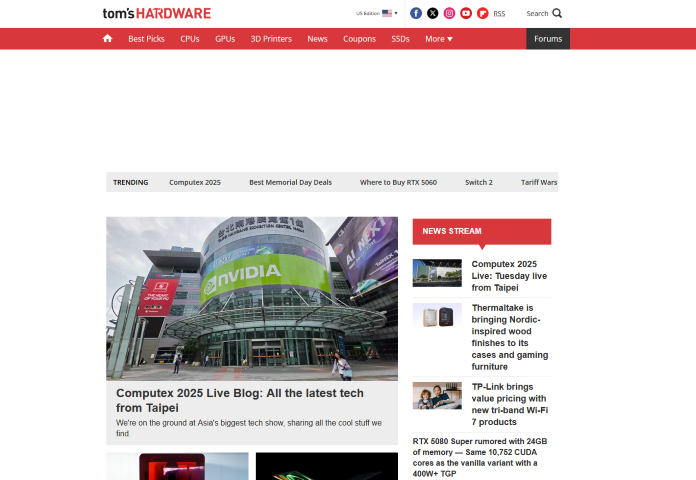 tom's HARDWARE
US Edition
RSS
Search
Best Picks
CPUs
GPUs
3D Printers
News
Coupons
SSDs
More
Forums
TRENDING
Computex 2025
Best Memorial Day Deals
Where to Buy RTX 5060
Switch 2
Tariff Wars
NVIDIA
AI NEXT
NEWS STREAM
Computex 2025
Live: Tuesday live
from Taipei
Thermaltake is
bringing Nordic-
inspired wood
finishes to its
cases and gaming
furniture
TP-Link brings
value pricing with
new tri-band Wi-Fi
7 products
RTX 5080 Super rumored with 24GB
of memory — Same 10,752 CUDA
cores as the vanilla variant with a
400W+ TGP
Computex 2025 Live Blog: All the latest tech
from Taipei
We're on the ground at Asia's biggest tech show, sharing all the cool stuff we
find.